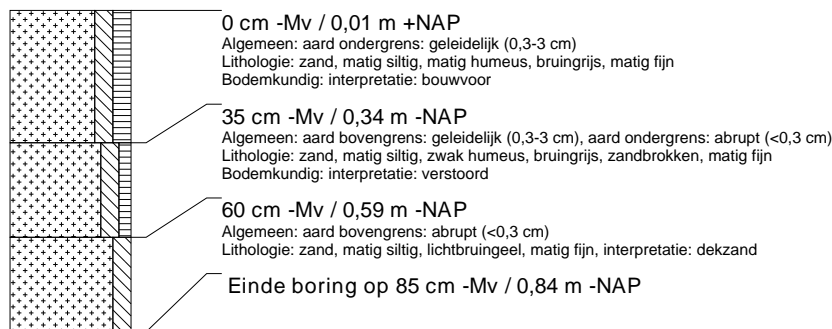 0 cm -Mv / 0,01 m +NAP
Algemeen: aard ondergrens: geleidelijk (0,3-3 cm)
Lithologie: zand, matig siltig, matig humeus, bruingrijs, matig fijn
Bodemkundig: interpretatie: bouwvoor
35 cm -Mv / 0,34 m -NAP
Algemeen: aard bovengrens: geleidelijk (0,3-3 cm), aard ondergrens: abrupt (<0,3 cm)
Lithologie: zand, matig siltig, zwak humeus, bruingrijs, zandbrokken, matig fijn
Bodemkundig: interpretatie: verstoord
60 cm -Mv / 0,59 m -NAP
Algemeen: aard bovengrens: abrupt (<0,3 cm)
Lithologie: zand, matig siltig, lichtbruingeel, matig fijn, interpretatie: dekzand
Einde boring op 85 cm -Mv / 0,84 m -NAP